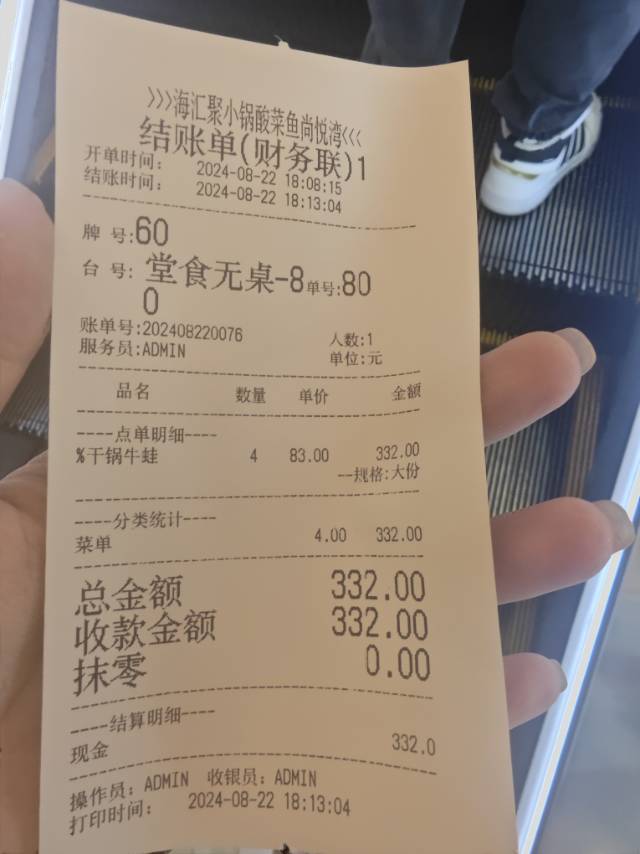 >>>海汇聚小锅酸菜鱼尚悦湾<<<
结账单(财务联)1
开单时间: 2024-08-22 18:08:15
结账时间: 2024-08-22 18:13:04
牌 号:60
台 号: 堂食无桌-8 单号:80
0
账单号:202408220076 人数:1
服务员:ADMIN 单位:元
品名 数量 单价 金额
----点单明细----
%干锅牛蛙 4 83.00 332.00
--规格:大份
----分类统计----
菜单 4.00 332.00
总金额 332.00
收款金额 332.00
抹零 0.00
----结算明细----
现金 332.0
操作员: ADMIN 收银员: ADMIN
打印时间: 2024-08-22 18:13:04